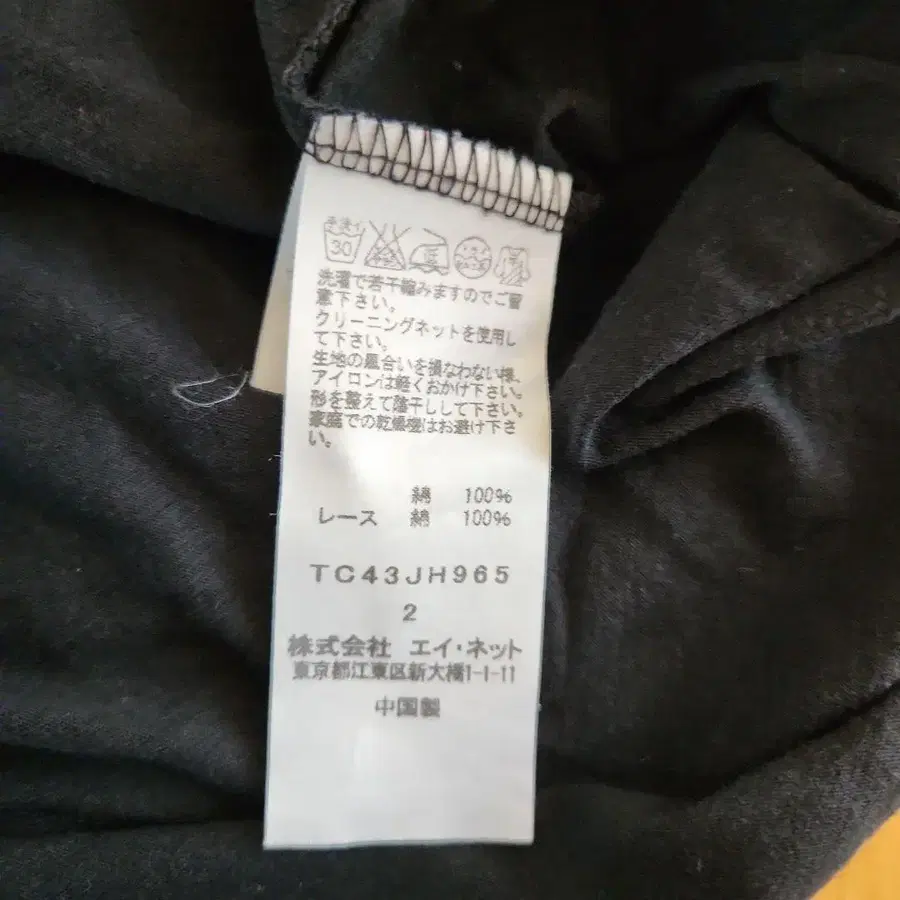 手洗イ
30
洗濯で若干縮みますのでご留
意下さい。
クリーニングネットを使用し
て下さい。
生地の風合いを損なわない様、
アイロンは軽くおかけ下さい。
形を整えて陰干しして下さい。
家庭での乾燥機はお避け下さ
い。
綿 100%
レース 綿 100%
TC43JH965
2
株式会社 エイ・ネット
東京都江東区新大橋1-1-11
中国製